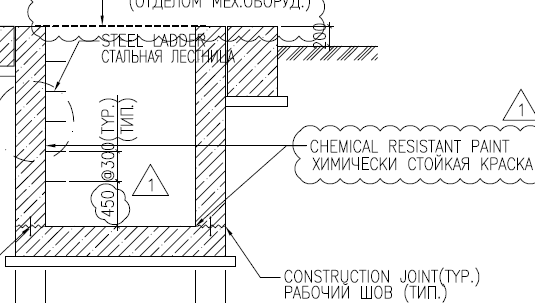 (ОТДЕЛОМ МЕХ.ОБОРУД.)
STEEL LADDER
СТАЛЬНАЯ ЛЕСТНИЦА
200
1
450 @300(TYP.)
(ТИП.)
1
CHEMICAL RESISTANT PAINT
ХИМИЧЕСКИ СТОЙКАЯ КРАСКА
CONSTRUCTION JOINT(TYP.)
РАБОЧИЙ ШОВ (ТИП.)